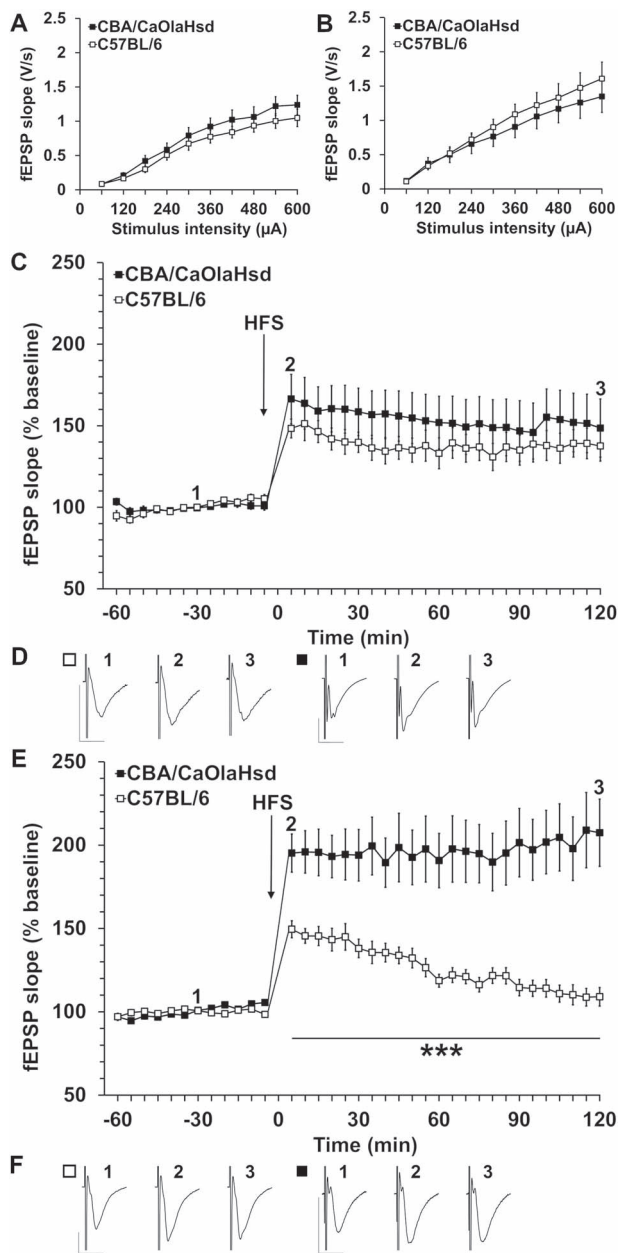 A
CBA/CaOlaHsd
C57BL/6
fEPSP slope (V/s)
2.5
2
1.5
1
0.5
0
0 120 240 360 480 600
Stimulus intensity (µA)
B
CBA/CaOlaHsd
C57BL/6
fEPSP slope (V/s)
2.5
2
1.5
1
0.5
0
0 120 240 360 480 600
Stimulus intensity (µA)
C
CBA/CaOlaHsd
C57BL/6
HFS
fEPSP slope (% baseline)
250
200
150
100
50
1
2
3
-60 -30 0 30 60 90 120
Time (min)
D
1 2 3
1 2 3
E
CBA/CaOlaHsd
C57BL/6
HFS
fEPSP slope (% baseline)
250
200
150
100
50
1
2
3
***
-60 -30 0 30 60 90 120
Time (min)
F
1 2 3
1 2 3